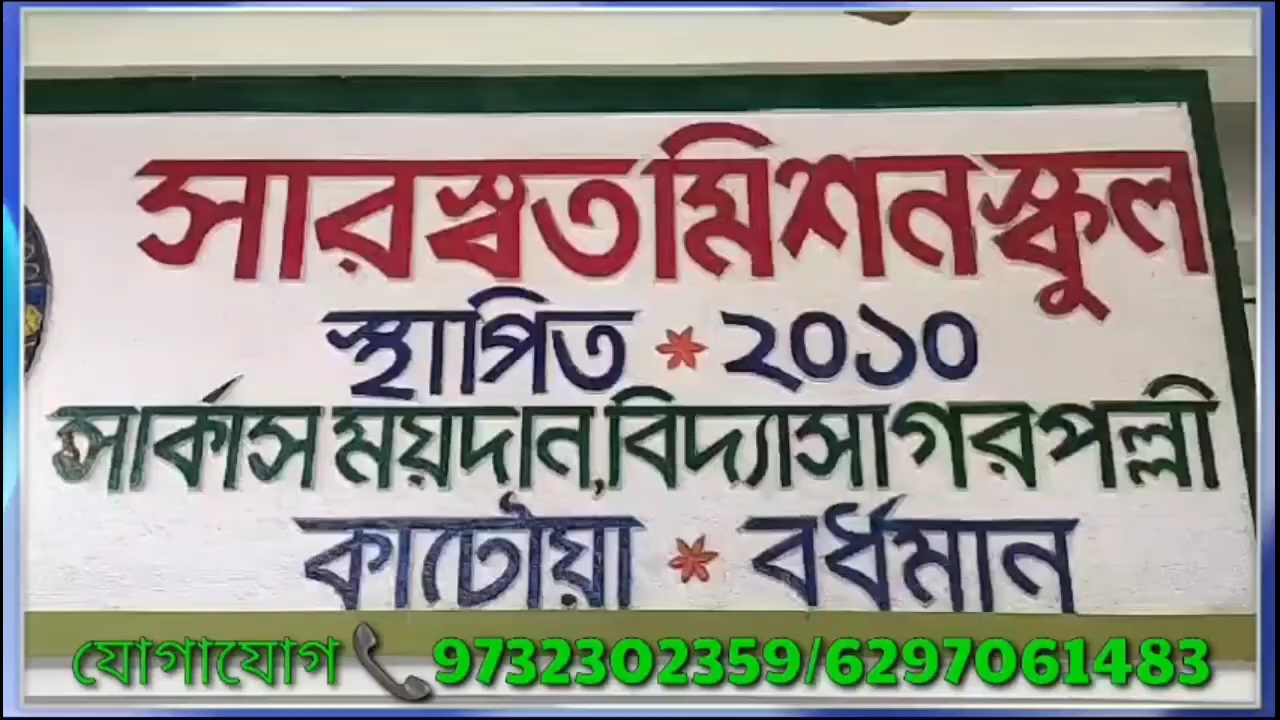 সারস্বত মিশন স্কুল
স্থাপিত * ২০১০
সার্কাস ময়দান, বিদ্যাসাগর পল্লী
কাটোয়া * বর্ধমান
যোগাযোগ 9732302359/6297061483